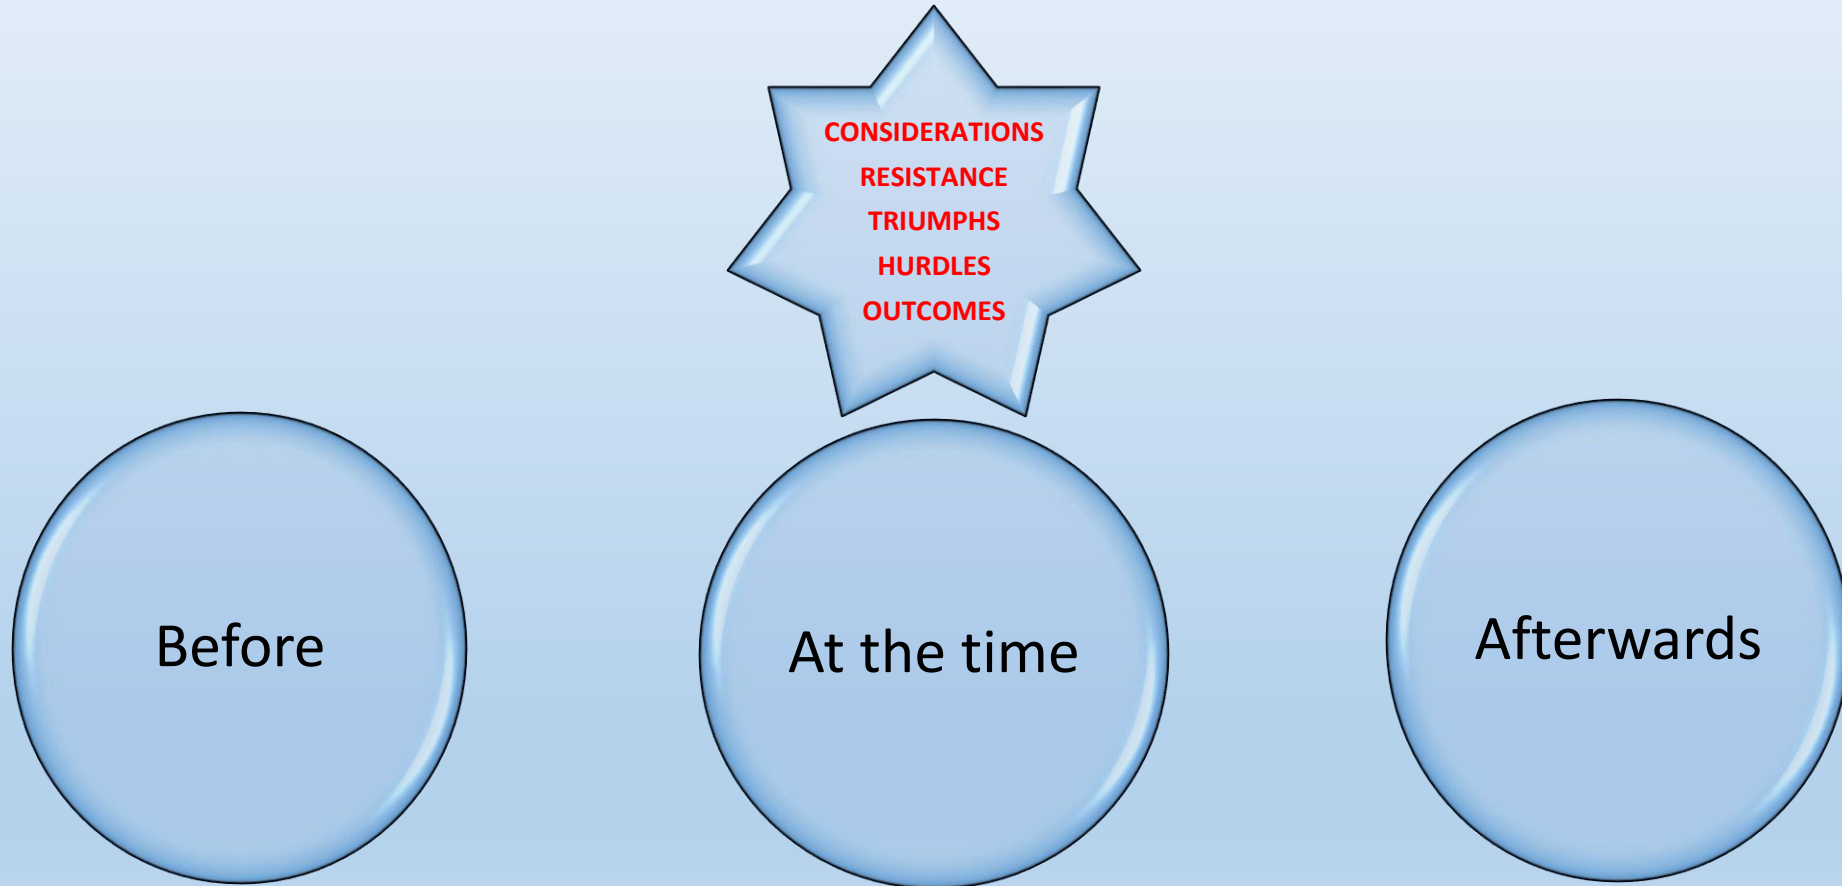 CONSIDERATIONS
RESISTANCE
TRIUMPHS
HURDLES
OUTCOMES
Before
At the time
Afterwards